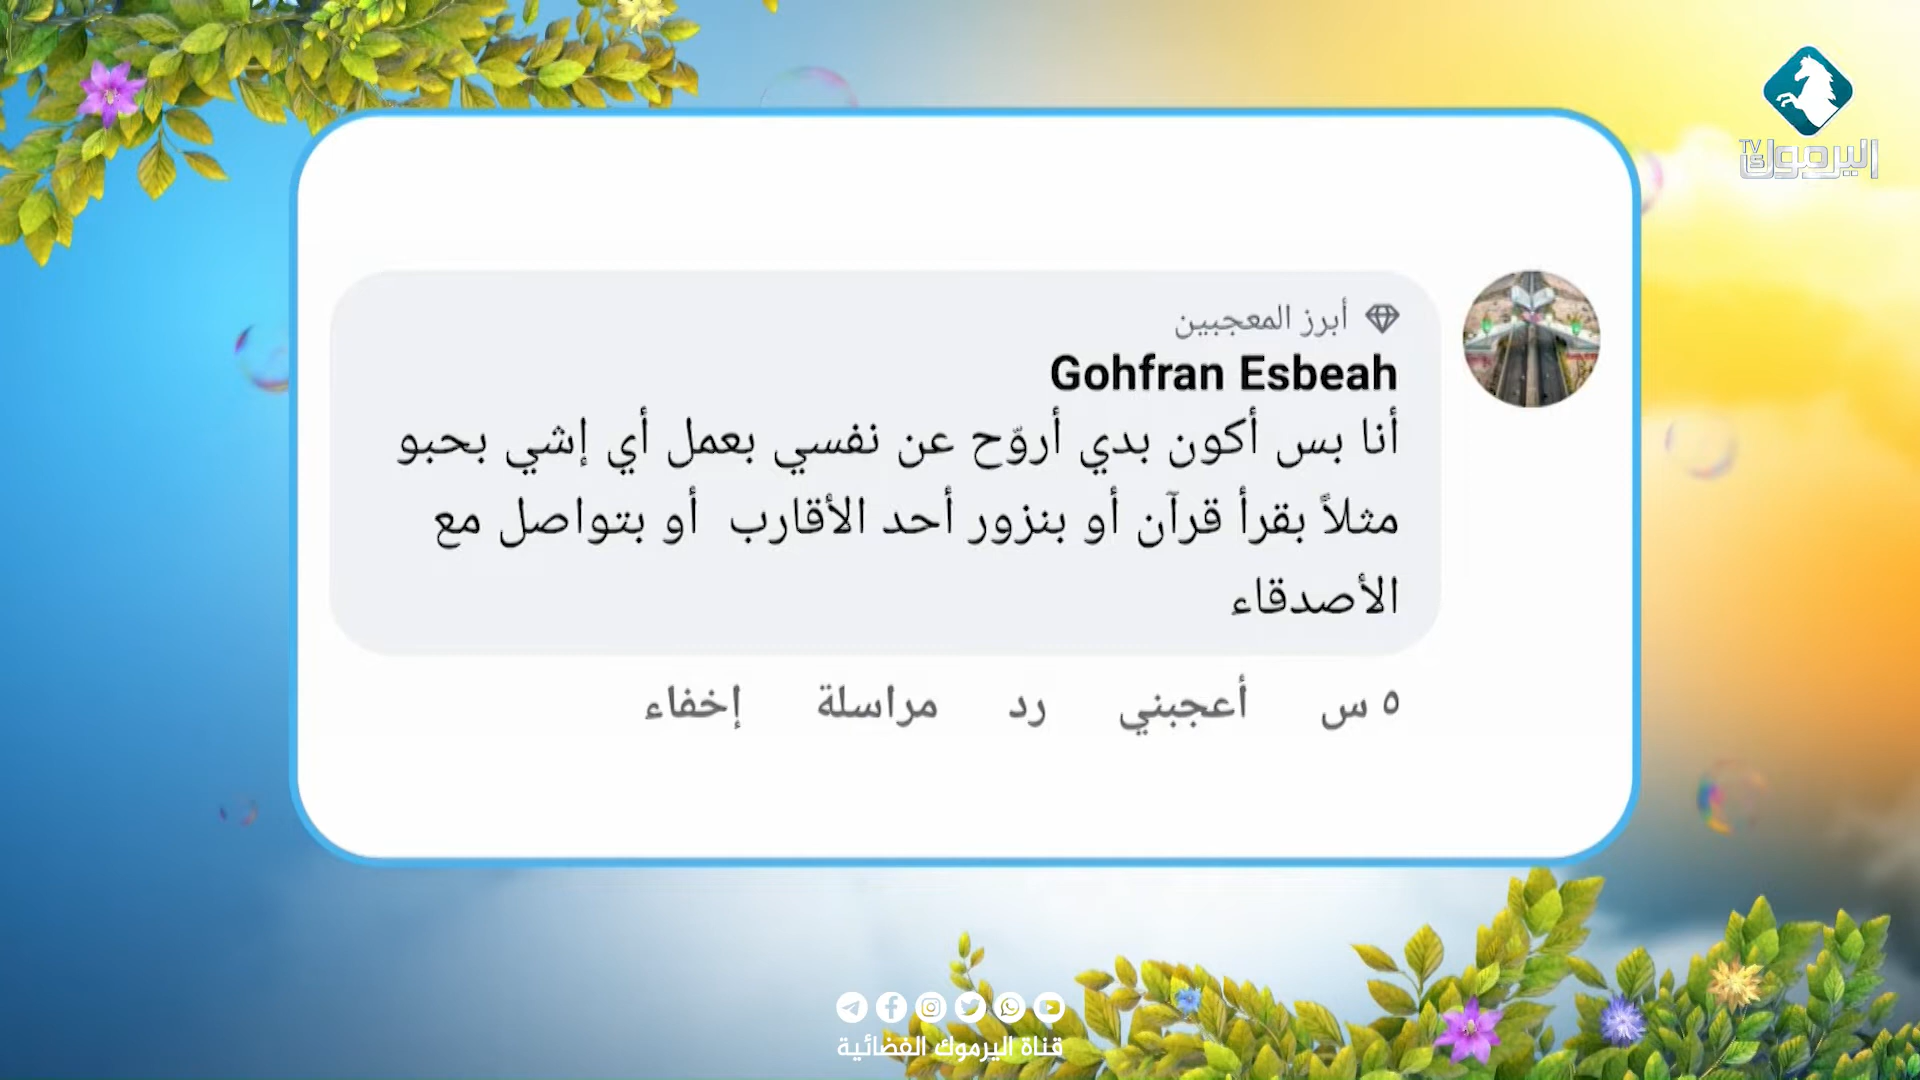 اليرموك TV
أبرز المعجبين
Gohfran Esbeah
أنا بس أكون بدي أروّح عن نفسي بعمل أي إشي بحبو
مثلاً بقرأ قرآن أو بنزور أحد الأقارب أو بتواصل مع
الأصدقاء
٥ س أعجبني رد مراسلة إخفاء
قناة اليرموك الفضائية